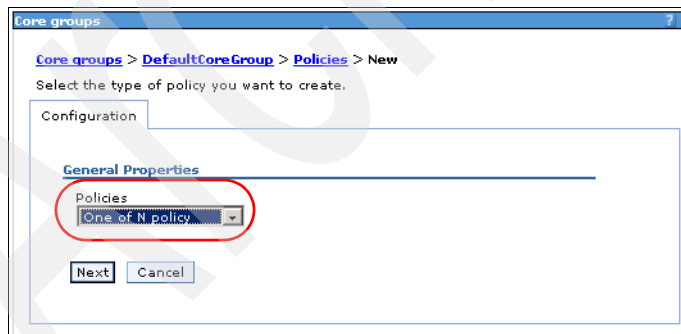 Core groups ?
Core groups > DefaultCoreGroup > Policies > New
Select the type of policy you want to create.
Configuration
General Properties
Policies
One of N policy
Next Cancel